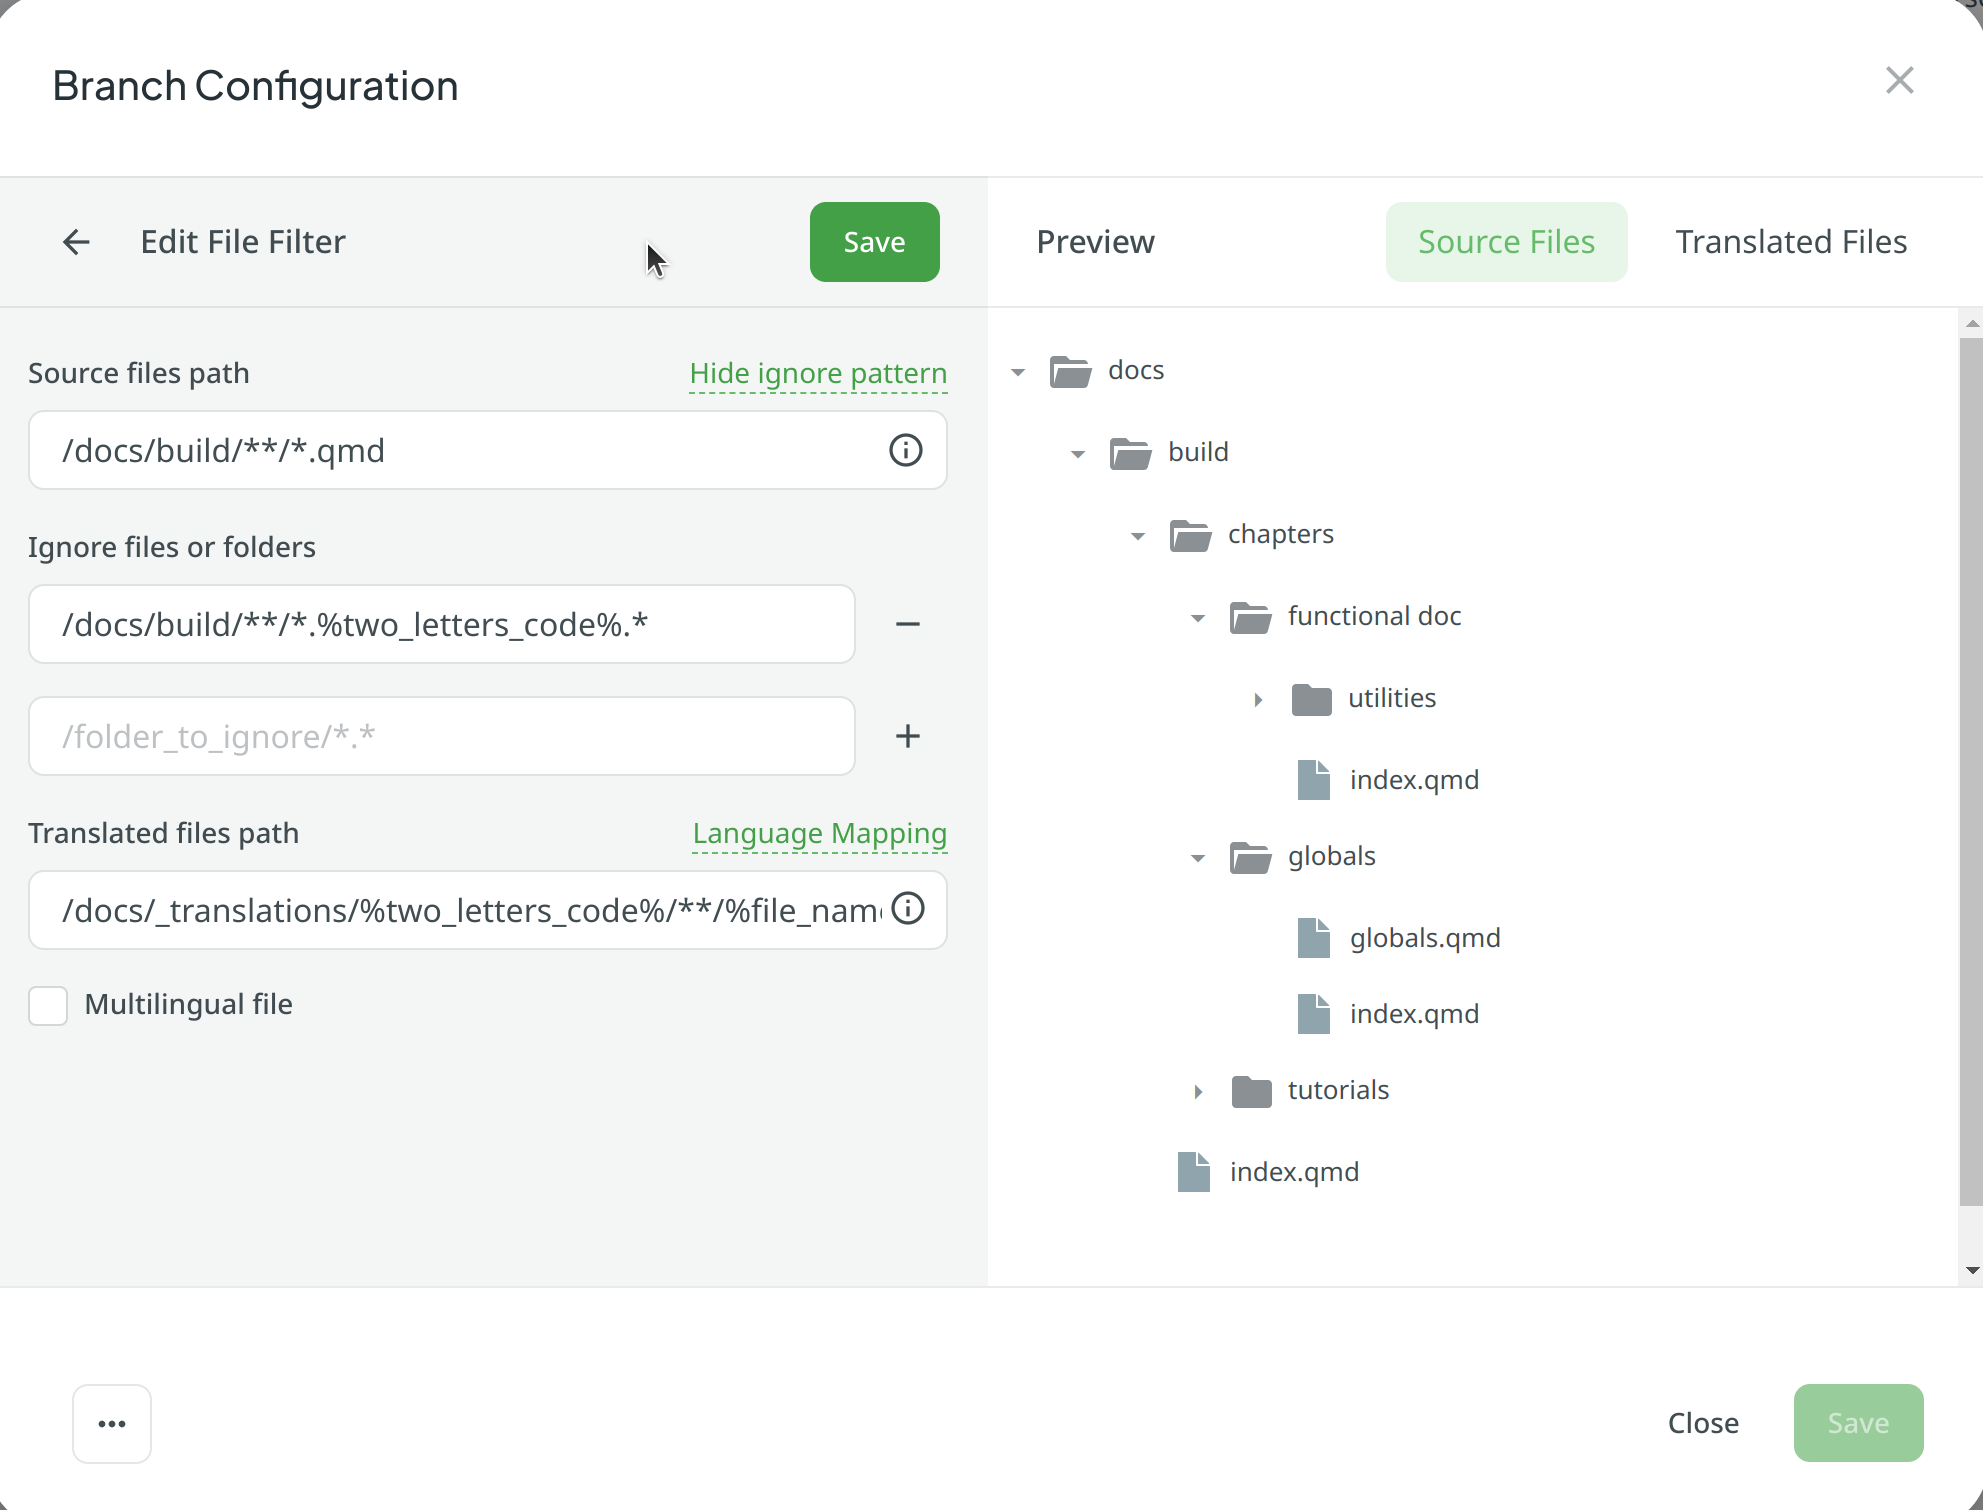 Branch Configuration
Edit File Filter
Save
Source files path
Hide ignore pattern
/docs/build/**/*.qmd
Ignore files or folders
/docs/build/**/*.%two_letters_code%.*
/folder_to_ignore/*.*
Translated files path
Language Mapping
/docs/_translations/%two_letters_code%/**/%file_nam
Multilingual file
Preview
Source Files
Translated Files
docs
build
chapters
functional doc
utilities
index.qmd
globals
globals.qmd
index.qmd
tutorials
index.qmd
Close
Save